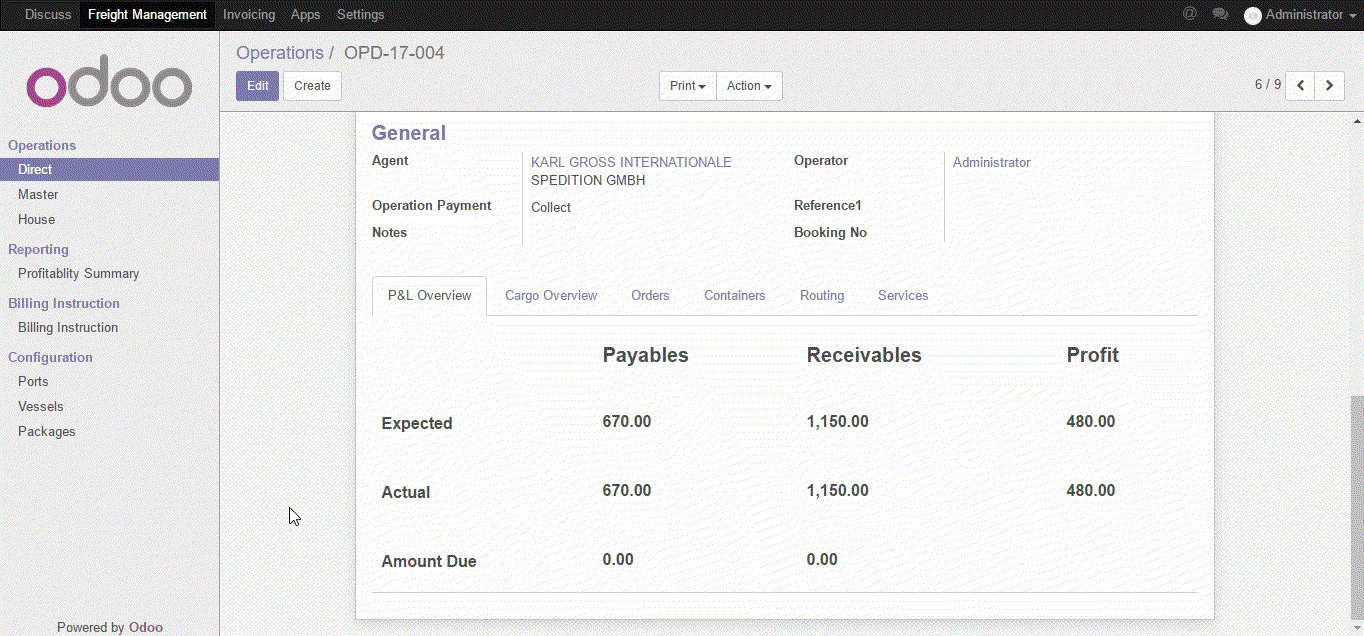 Discuss Freight Management Invoicing Apps Settings @ Administrator
odoo
Operations
Direct
Master
House
Reporting
Profitablity Summary
Billing Instruction
Billing Instruction
Configuration
Ports
Vessels
Packages
Powered by Odoo
Operations / OPD-17-004
Edit Create Print Action 6 / 9
General
Agent KARL GROSS INTERNATIONALE Operator Administrator
SPEDITION GMBH
Operation Payment Collect Reference1
Notes Booking No
P&L Overview Cargo Overview Orders Containers Routing Services
Payables Receivables Profit
Expected 670.00 1,150.00 480.00
Actual 670.00 1,150.00 480.00
Amount Due 0.00 0.00